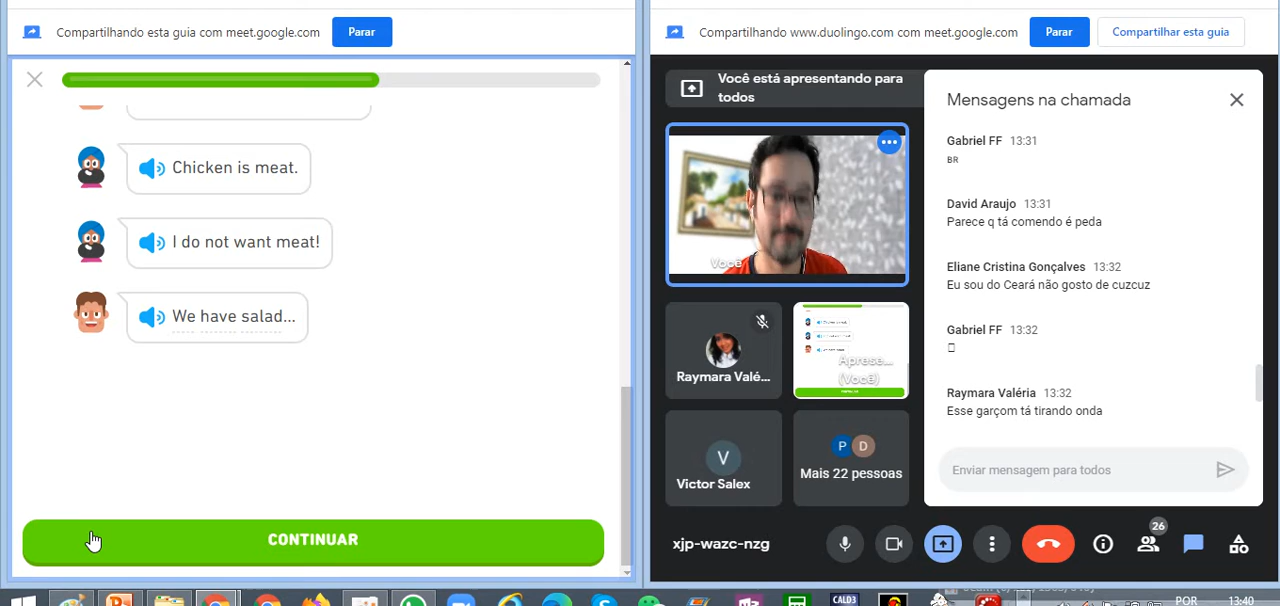 Compartilhando esta guia com meet.google.com
Parar
Chicken is meat.
I do not want meat!
We have salad...
CONTINUAR
Compartilhando www.duolingo.com com meet.google.com
Parar
Compartilhar esta guia
Você está apresentando para
todos
Você
Raymara Valé...
Aprese...
(Você)
V
Victor Salex
P
D
Mais 22 pessoas
Mensagens na chamada
Gabriel FF 13:31
BR
David Araujo 13:31
Parece q tá comendo é peda
Eliane Cristina Gonçalves 13:32
Eu sou do Ceará não gosto de cuzcuz
Gabriel FF 13:32
Raymara Valéria 13:32
Esse garçom tá tirando onda
Enviar mensagem para todos
xjp-wazc-nzg
26
CALD3
POR
13:40